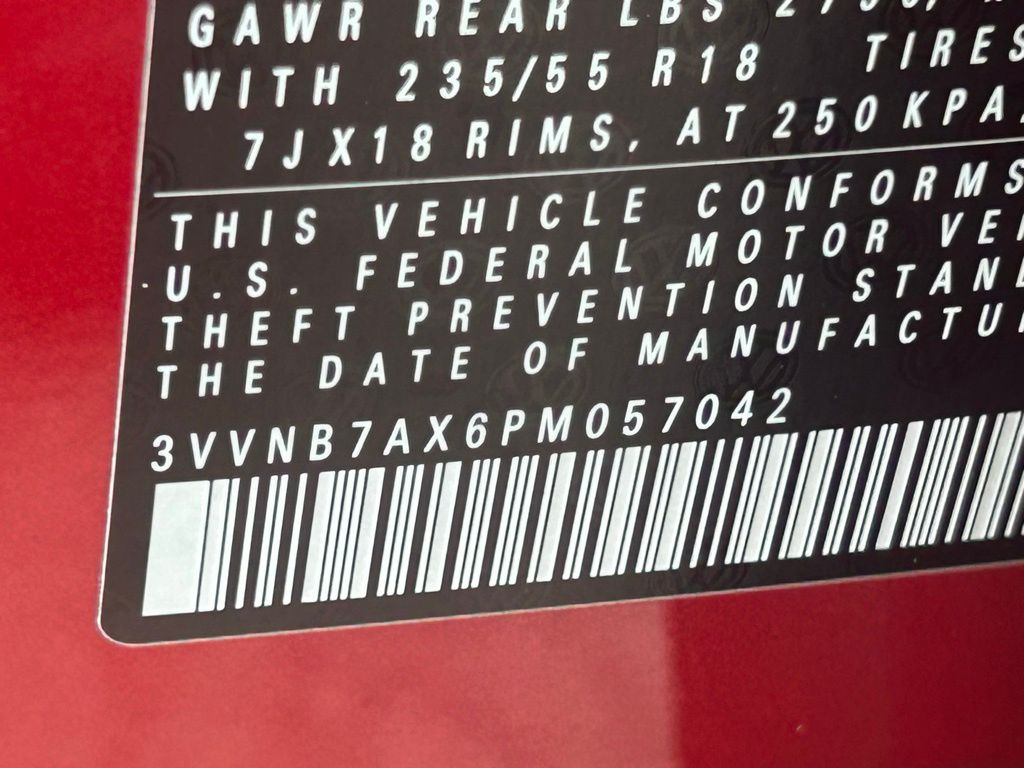 GAWR REAR LBS
WITH 235/55 R18 TIRES
7JX18 RIMS, AT 250 KPA
THIS VEHICLE CONFORMS
U.S. FEDERAL MOTOR VE
THEFT PREVENTION STAN
THE DATE OF MANUFACTU
3VVNB7AX6PM057042